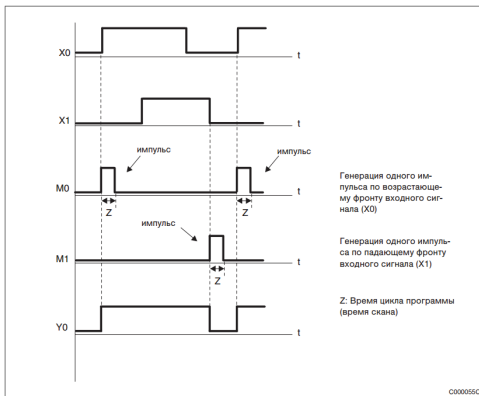 X0
t
X1
t
импульс
импульс
M0
t
Z
Z
Генерация одного им-
пульса по возрастающе-
му фронту входного сиг-
нала (X0)
импульс
M1
t
Z
Генерация одного импуль-
са по падающему фронту
входного сигнала (X1)
Z: Время цикла программы
(время скана)
Y0
t
C000055C